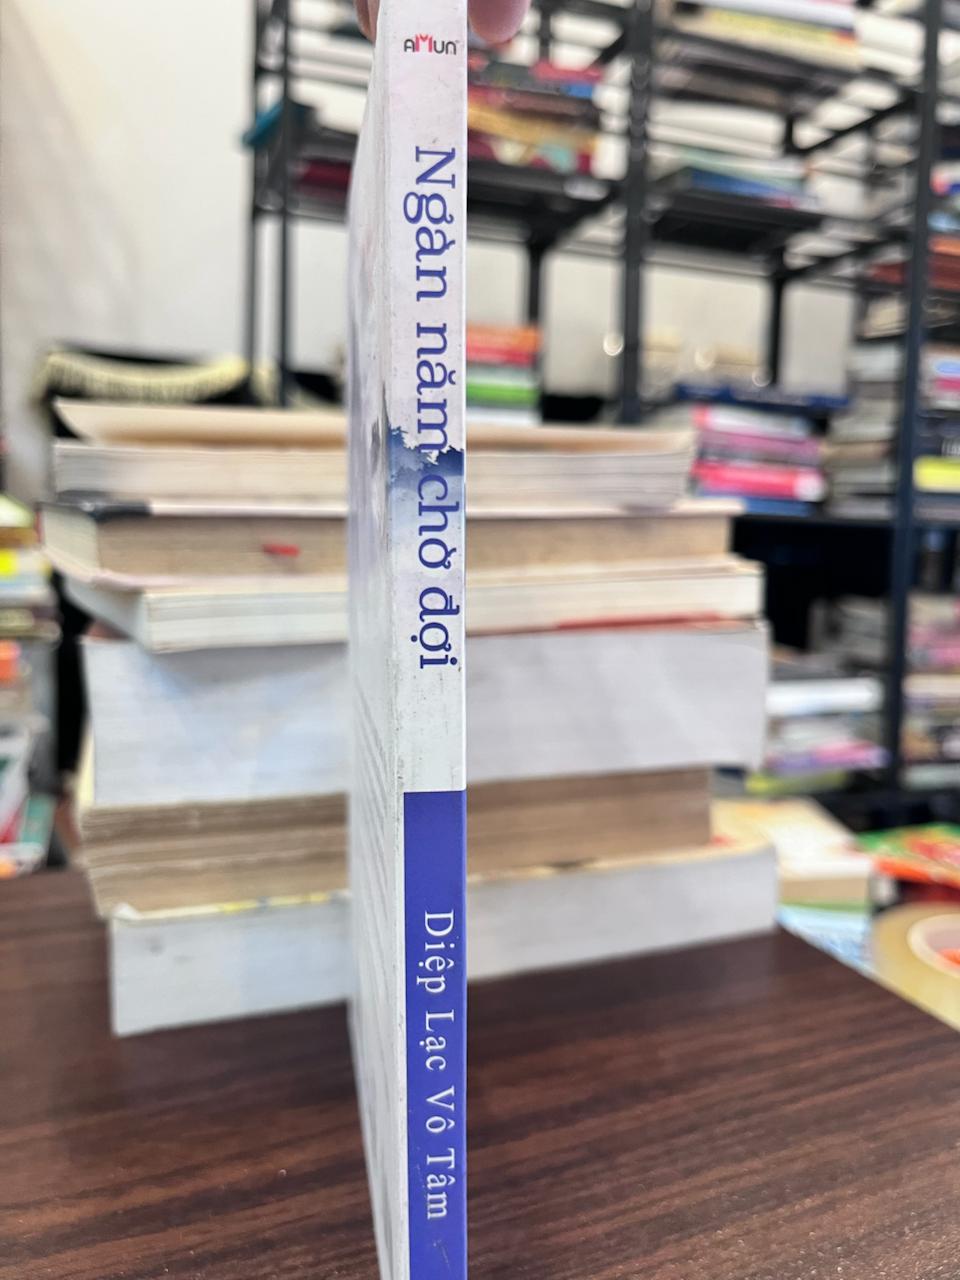 AMUN
Ngàn năm chờ đợi
Diệp Lạc Vô Tâm